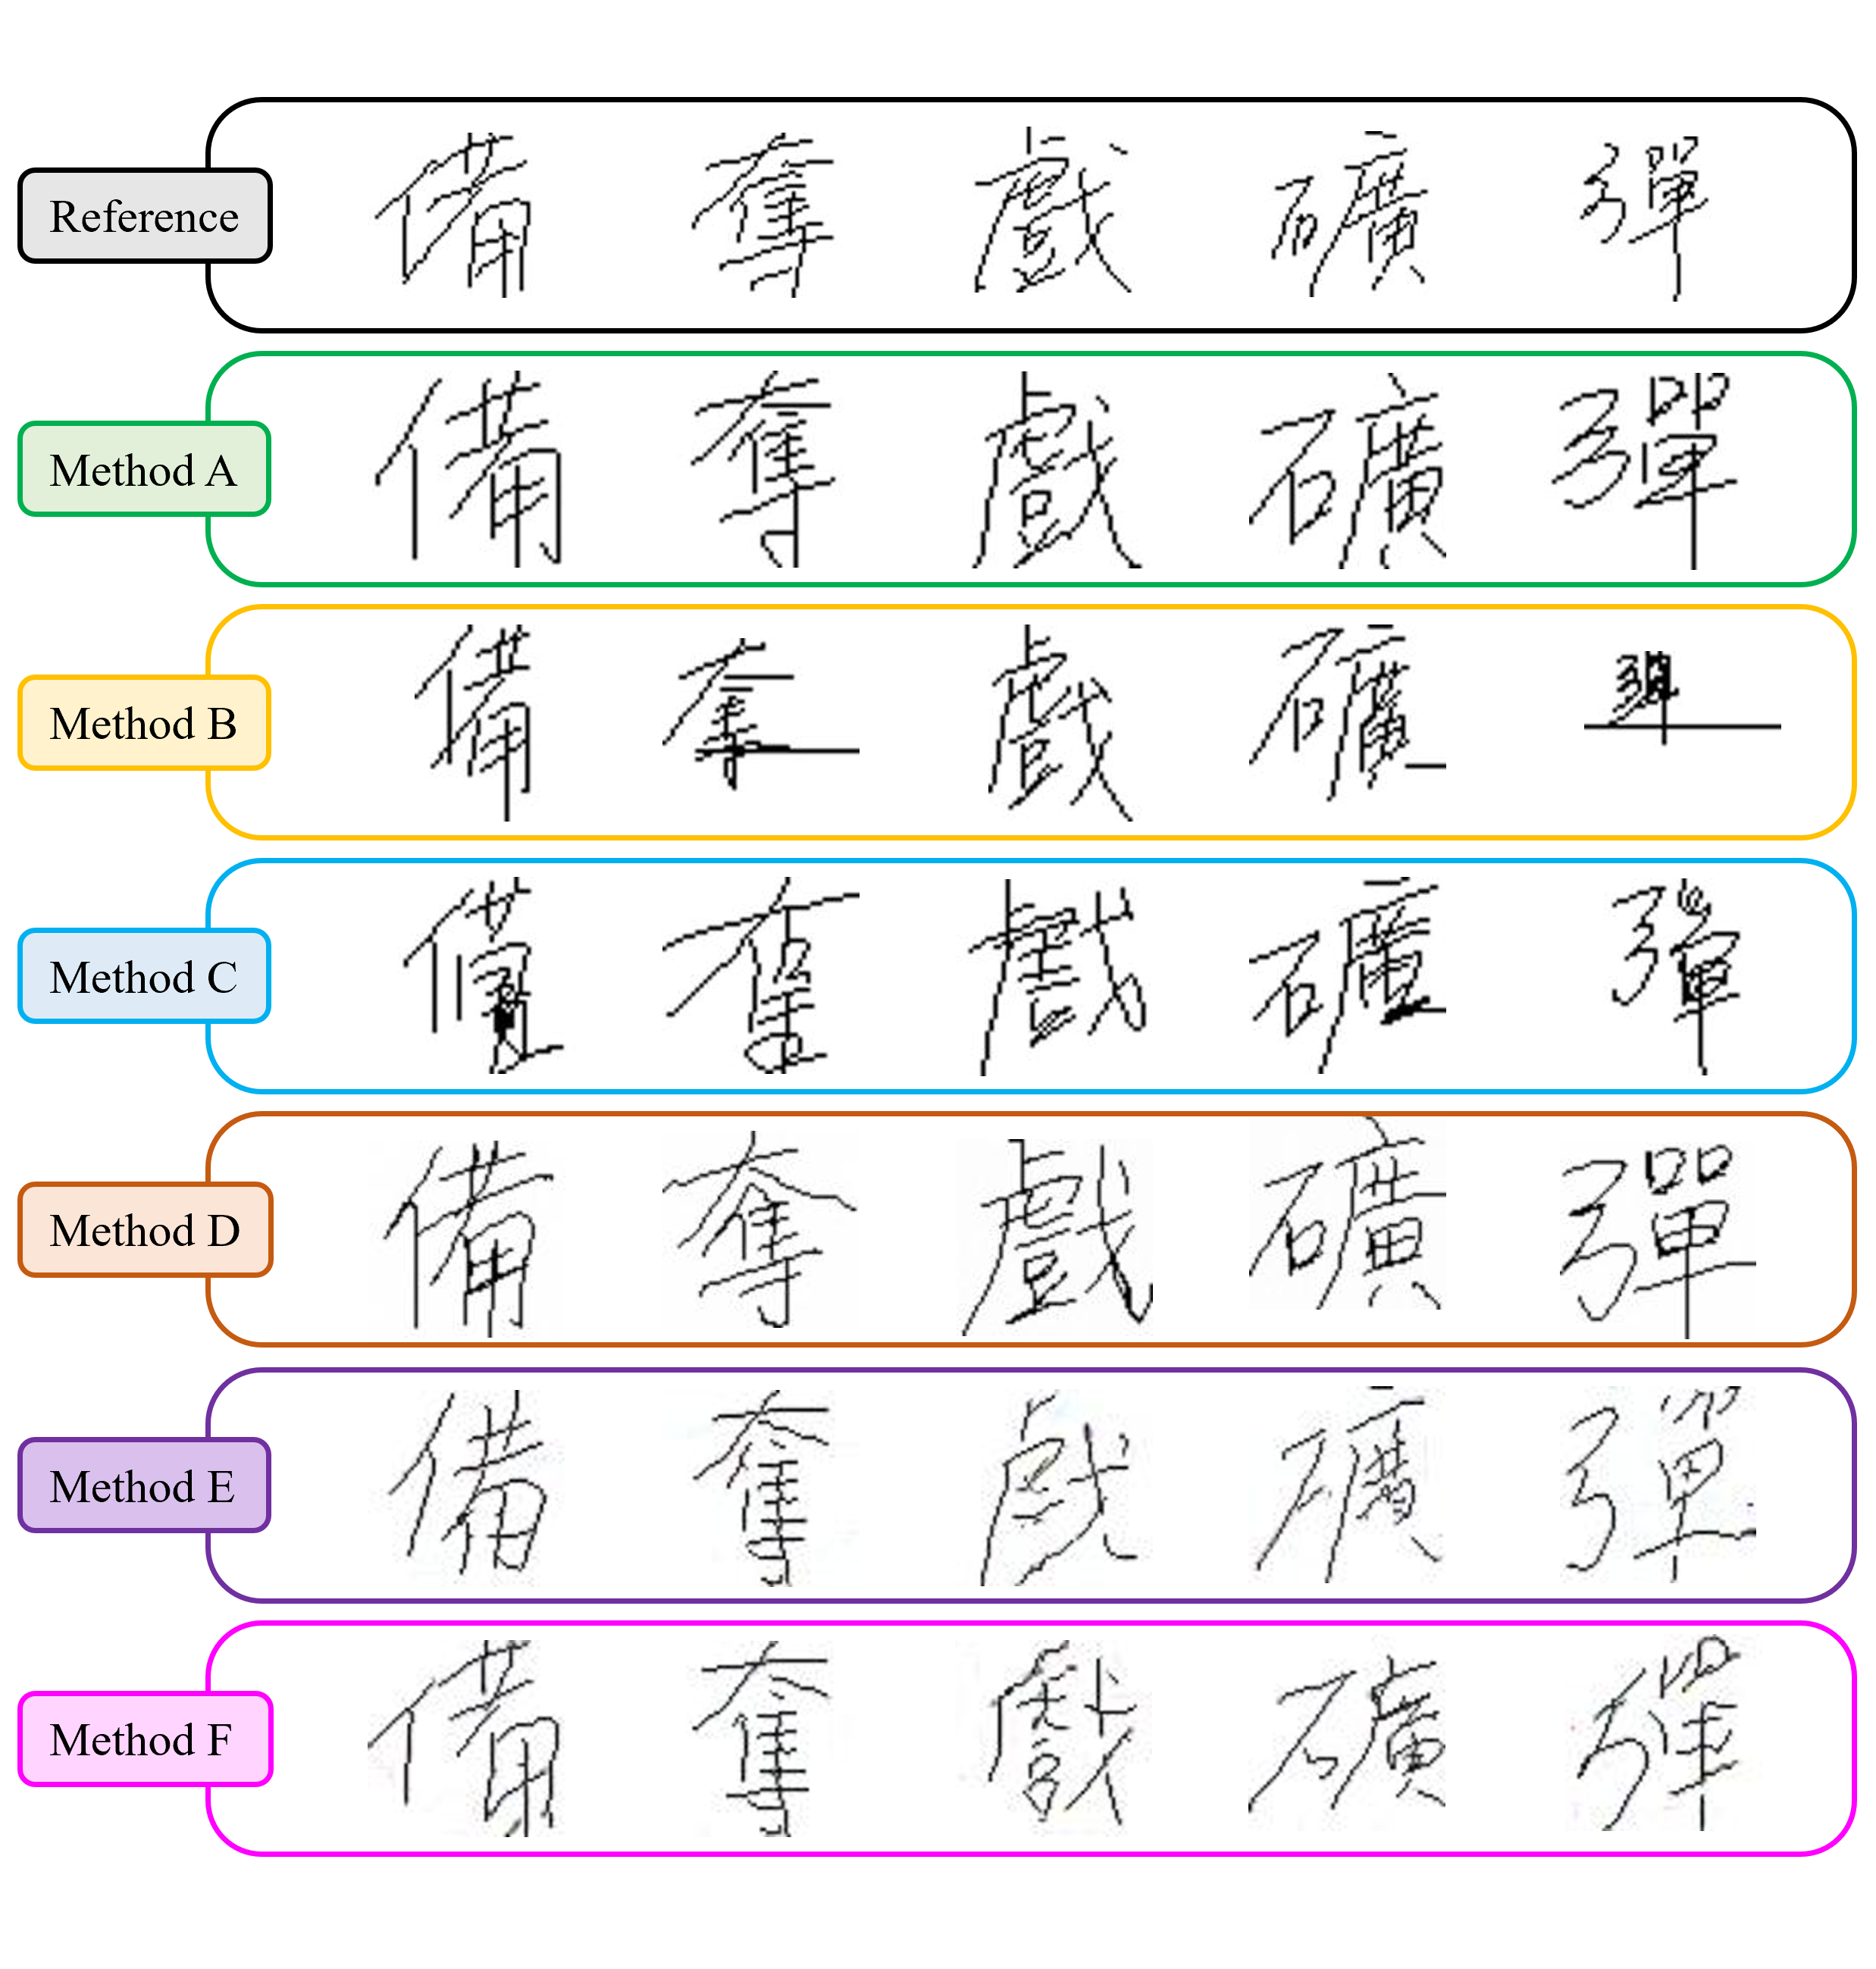 Reference 備 奪 戲 礦 彈
Method A 備 奪 戲 礦 彈
Method B 備 奪 戲 礦 彈
Method C 戲 礦 彈
Method D 備 奪 戲 礦 彈
Method E 備 奪 戲 礦 彈
Method F 備 奪 戲 礦 彈